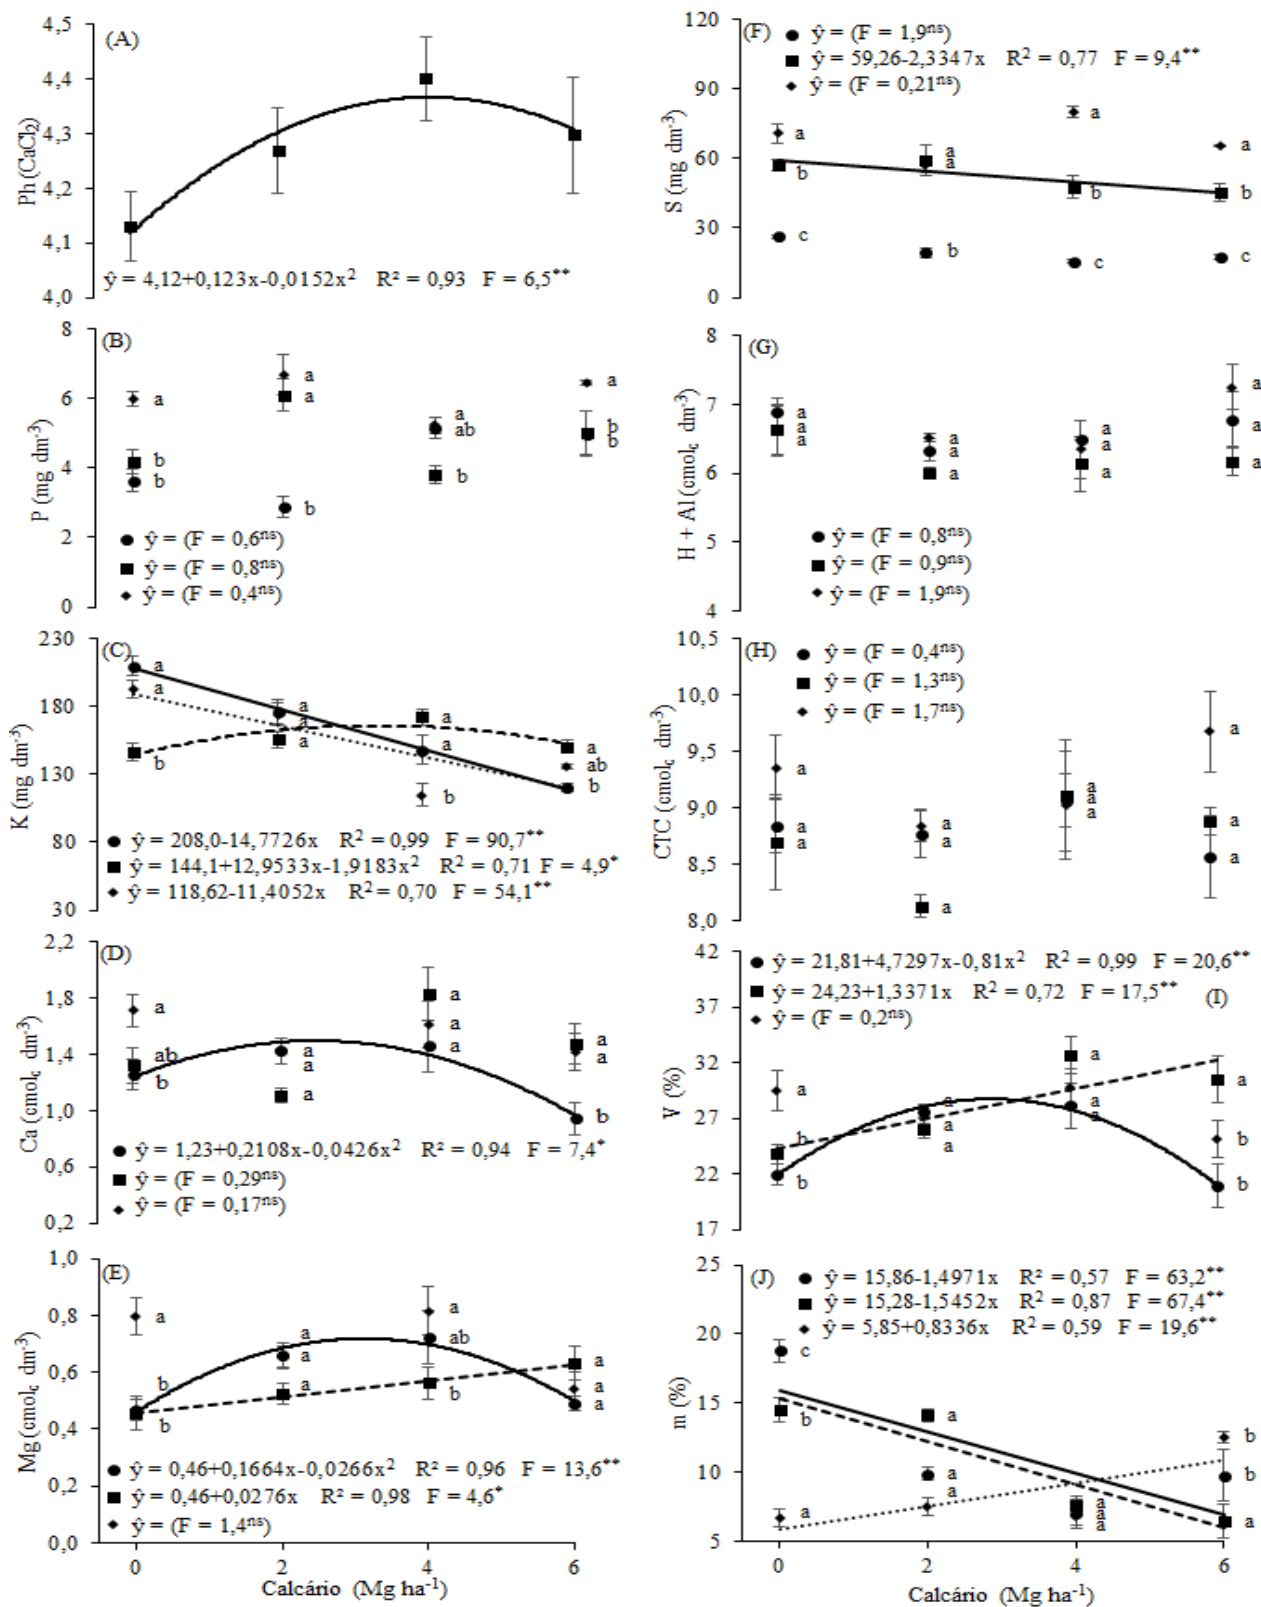 (A)
4,5
4,4
4,3
4,2
4,1
4,0
Ph (CaCl2)
ŷ = 4,12+0,123x-0,0152x² R² = 0,93 F = 6,5**
(B)
8
6
4
2
0
P (mg dm-3)
a
b
b
a
a
b
a
ab
b
a
b
b
ŷ = (F = 0,6ns)
ŷ = (F = 0,8ns)
ŷ = (F = 0,4ns)
(C)
230
180
130
80
30
K (mg dm-3)
a
a
b
a
a
a
a
a
b
a
ab
b
ŷ = 208,0-14,7726x R² = 0,99 F = 90,7**
ŷ = 144,1+12,9533x-1,9183x² R² = 0,71 F = 4,9*
ŷ = 118,62-11,4052x R² = 0,70 F = 54,1**
(D)
2,2
1,8
1,4
1,0
0,6
0,2
Ca (cmolc dm-3)
a
ab
b
a
a
a
a
a
a
a
a
b
ŷ = 1,23+0,2108x-0,0426x² R² = 0,94 F = 7,4*
ŷ = (F = 0,29ns)
ŷ = (F = 0,17ns)
(E)
1,0
0,8
0,6
0,4
0,2
0,0
Mg (cmolc dm-3)
a
b
b
a
a
a
a
ab
b
a
a
a
ŷ = 0,46+0,1664x-0,0266x² R² = 0,96 F = 13,6**
ŷ = 0,46+0,0276x R² = 0,98 F = 4,6*
ŷ = (F = 1,4ns)
0 2 4 6
Calcário (Mg ha-1)
(F)
120
90
60
30
0
S (mg dm-3)
ŷ = (F = 1,9ns)
ŷ = 59,26-2,3347x R² = 0,77 F = 9,4**
ŷ = (F = 0,21ns)
a
b
c
a
a
b
a
b
c
a
b
c
(G)
8
7
6
5
4
H + Al (cmolc dm-3)
a
a
a
a
a
a
a
a
a
a
a
a
ŷ = (F = 0,8ns)
ŷ = (F = 0,9ns)
ŷ = (F = 1,9ns)
(H)
10,5
10,0
9,5
9,0
8,5
8,0
CTC (cmolc dm-3)
ŷ = (F = 0,4ns)
ŷ = (F = 1,3ns)
ŷ = (F = 1,7ns)
a
a
a
a
a
a
a
a
a
a
a
a
(I)
42
37
32
27
22
17
V (%)
ŷ = 21,81+4,7297x-0,81x² R² = 0,99 F = 20,6**
ŷ = 24,23+1,3371x R² = 0,72 F = 17,5**
ŷ = (F = 0,2ns)
a
b
b
a
a
a
a
a
a
a
a
b
(J)
25
20
15
10
5
m (%)
ŷ = 15,86-1,4971x R² = 0,57 F = 63,2**
ŷ = 15,28-1,5452x R² = 0,87 F = 67,4**
ŷ = 5,85+0,8336x R² = 0,59 F = 19,6**
c
b
a
a
a
a
a
a
a
b
b
a
0 2 4 6
Calcário (Mg ha-1)